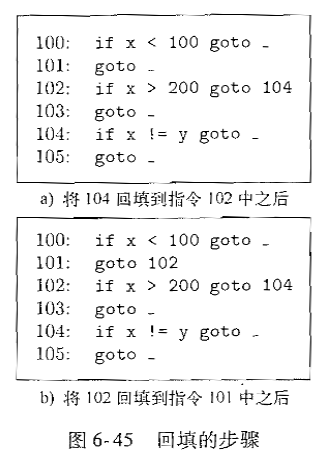 100: if x < 100 goto _
101: goto _
102: if x > 200 goto 104
103: goto _
104: if x != y goto _
105: goto _
a) 将 104 回填到指令 102 中之后
100: if x < 100 goto _
101: goto 102
102: if x > 200 goto 104
103: goto _
104: if x != y goto _
105: goto _
b) 将 102 回填到指令 101 中之后
图 6-45 回填的步骤